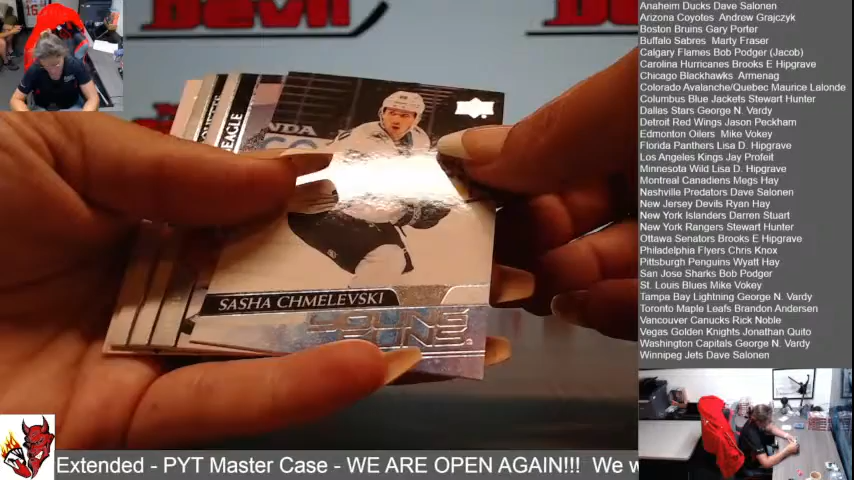 Devil
De
Anaheim Ducks Dave Salonen
Arizona Coyotes Andrew Grajczyk
Boston Bruins Gary Porter
Buffalo Sabres Marty Fraser
Calgary Flames Bob Podger (Jacob)
Carolina Hurricanes Brooks E Hipgrave
Chicago Blackhawks Armenag
Colorado Avalanche/Quebec Maurice Lalonde
Columbus Blue Jackets Stewart Hunter
Dallas Stars George N. Vardy
Detroit Red Wings Jason Peckham
Edmonton Oilers Mike Vokey
Florida Panthers Lisa D. Hipgrave
Los Angeles Kings Jay Profeit
Minnesota Wild Lisa D. Hipgrave
Montreal Canadiens Megs Hay
Nashville Predators Dave Salonen
New Jersey Devils Ryan Hay
New York Islanders Darren Stuart
New York Rangers Stewart Hunter
Ottawa Senators Brooks E Hipgrave
Philadelphia Flyers Chris Knox
Pittsburgh Penguins Wyatt Hay
San Jose Sharks Bob Podger
St. Louis Blues Mike Vokey
Tampa Bay Lightning George N. Vardy
Toronto Maple Leafs Brandon Andersen
Vancouver Canucks Rick Noble
Vegas Golden Knights Jonathan Quito
Washington Capitals George N. Vardy
Winnipeg Jets Dave Salonen
EAGLE
NDA
SASHA CHMELEVSKI
YOUNG
GUNS
Extended - PYT Master Case - WE ARE OPEN AGAIN!!! We w